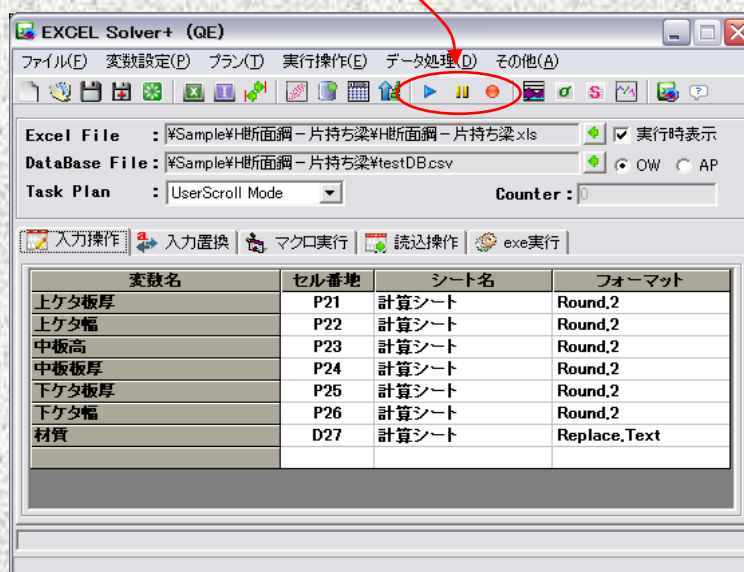 EXCEL Solver+ (QE)
ファイル(F) 変数設定(P) プラン(T) 実行操作(E) データ処理(D) その他(A)
Excel File : ¥Sample¥H断面鋼－片持ち梁¥H断面鋼－片持ち梁.xls 実行時表示
DataBase File : ¥Sample¥H断面鋼－片持ち梁¥testDB.csv OW AP
Task Plan : UserScroll Mode Counter : 0
入力操作 入力置換 マクロ実行 読込操作 exe実行
変数名 セル番地 シート名 フォーマット
上ケタ板厚 P21 計算シート Round,2
上ケタ幅 P22 計算シート Round,2
中板高 P23 計算シート Round,2
中板板厚 P24 計算シート Round,2
下ケタ板厚 P25 計算シート Round,2
下ケタ幅 P26 計算シート Round,2
材質 D27 計算シート Replace,Text